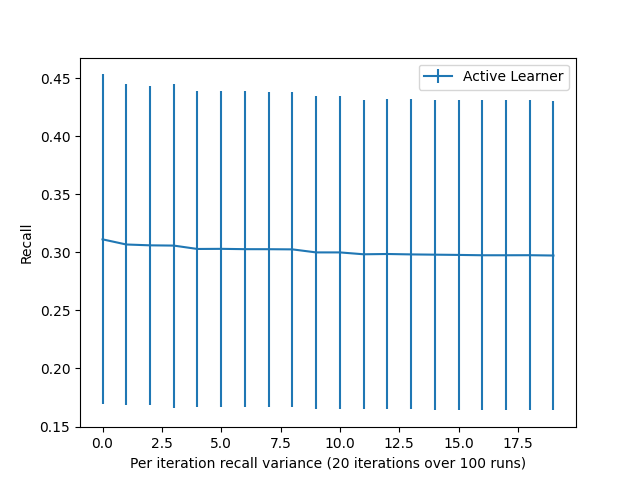 Active Learner
0.45
0.40
0.35
0.30
0.25
0.20
0.15
Recall
0.0 2.5 5.0 7.5 10.0 12.5 15.0 17.5
Per iteration recall variance (20 iterations over 100 runs)